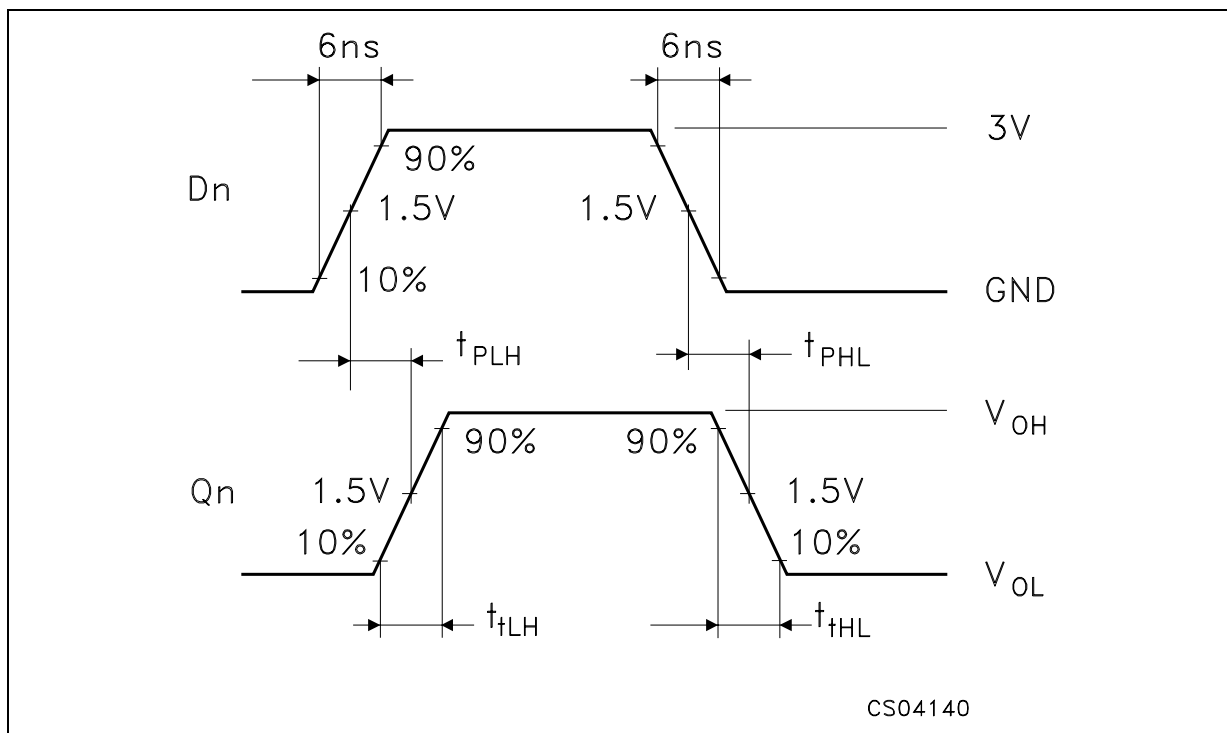 6ns 6ns
3V
90%
Dn
1.5V 1.5V
10%
GND
tPLH tPHL
VOH
90% 90%
Qn
1.5V 1.5V
10% 10%
VOL
ttLH ttHL
CS04140